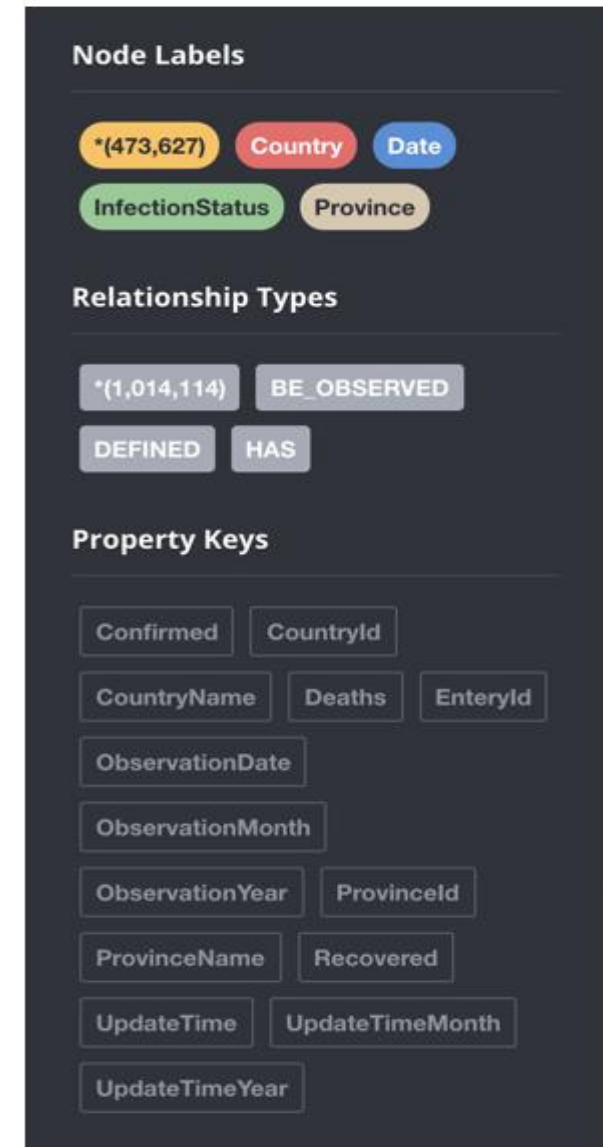 Node Labels
*(473,627) Country Date
InfectionStatus Province
Relationship Types
*(1,014,114) BE_OBSERVED
DEFINED HAS
Property Keys
Confirmed CountryId
CountryName Deaths EnteryId
ObservationDate
ObservationMonth
ObservationYear ProvinceId
ProvinceName Recovered
UpdateTime UpdateTimeMonth
UpdateTimeYear